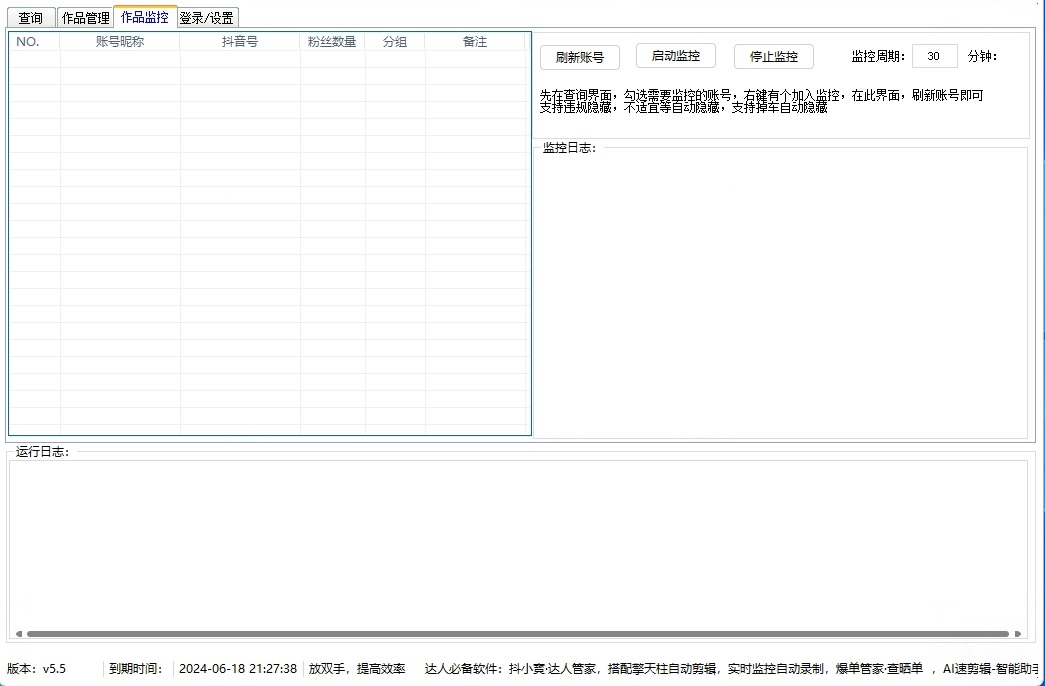 查询 作品管理 作品监控 登录/设置
NO. 账号昵称 抖音号 粉丝数量 分组 备注
刷新账号 启动监控 停止监控 监控周期: 30 分钟:
先在查询界面，勾选需要监控的账号，右键有个加入监控，在此界面，刷新账号即可
支持违规隐藏，不适宜等自动隐藏，支持掉车自动隐藏
监控日志:
运行日志:
版本: v5.5 到期时间: 2024-06-18 21:27:38 放双手，提高效率 达人必备软件: 抖小宾·达人管家，搭配擎天柱自动剪辑，实时监控自动录制，爆单管家·查晒单 ，AI速剪辑-智能助手